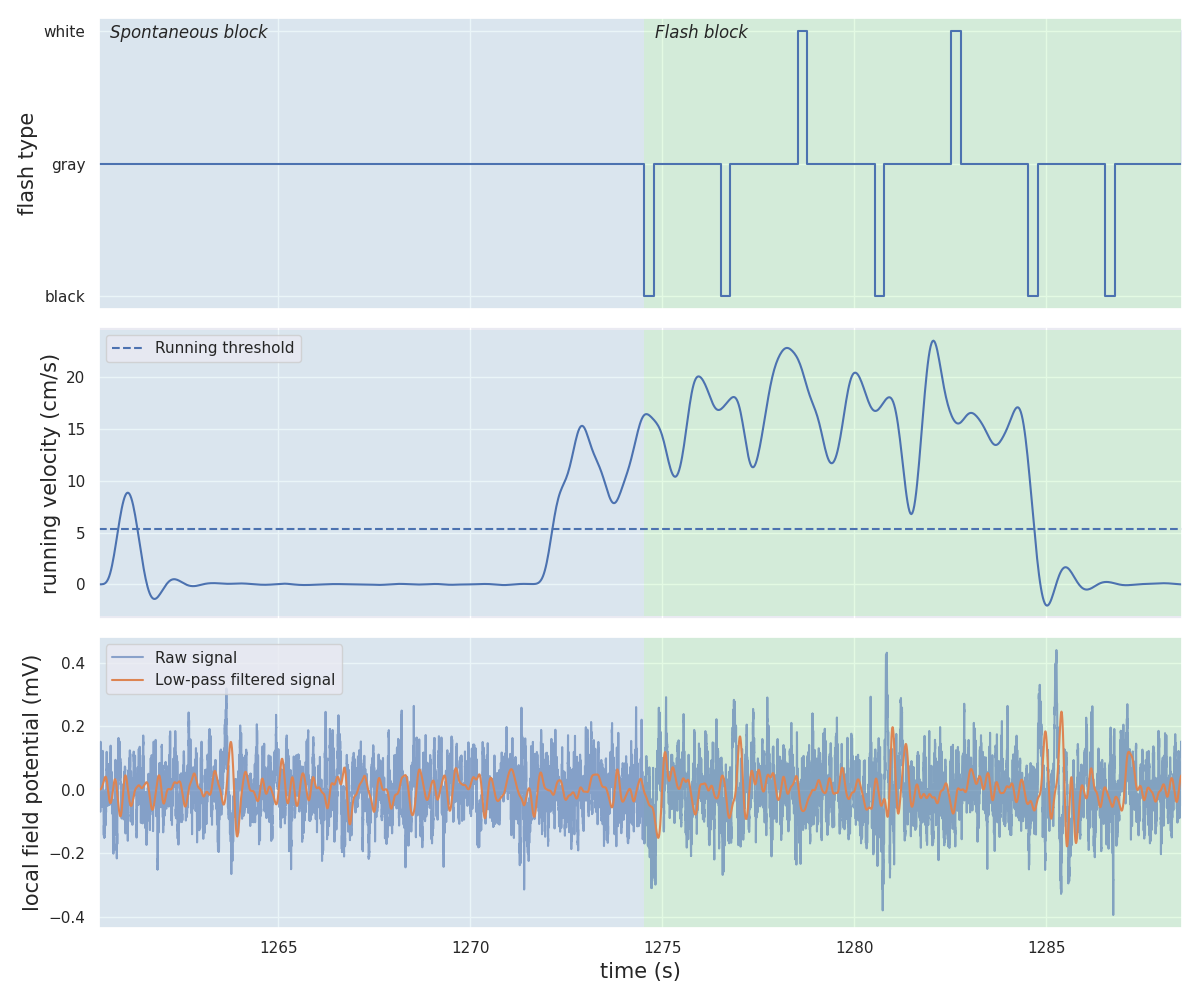 Spontaneous block
Flash block
white
gray
black
flash type
Running threshold
20
15
10
5
0
running velocity (cm/s)
Raw signal
Low-pass filtered signal
0.4
0.2
0.0
−0.2
−0.4
local field potential (mV)
1265
1270
1275
1280
1285
time (s)